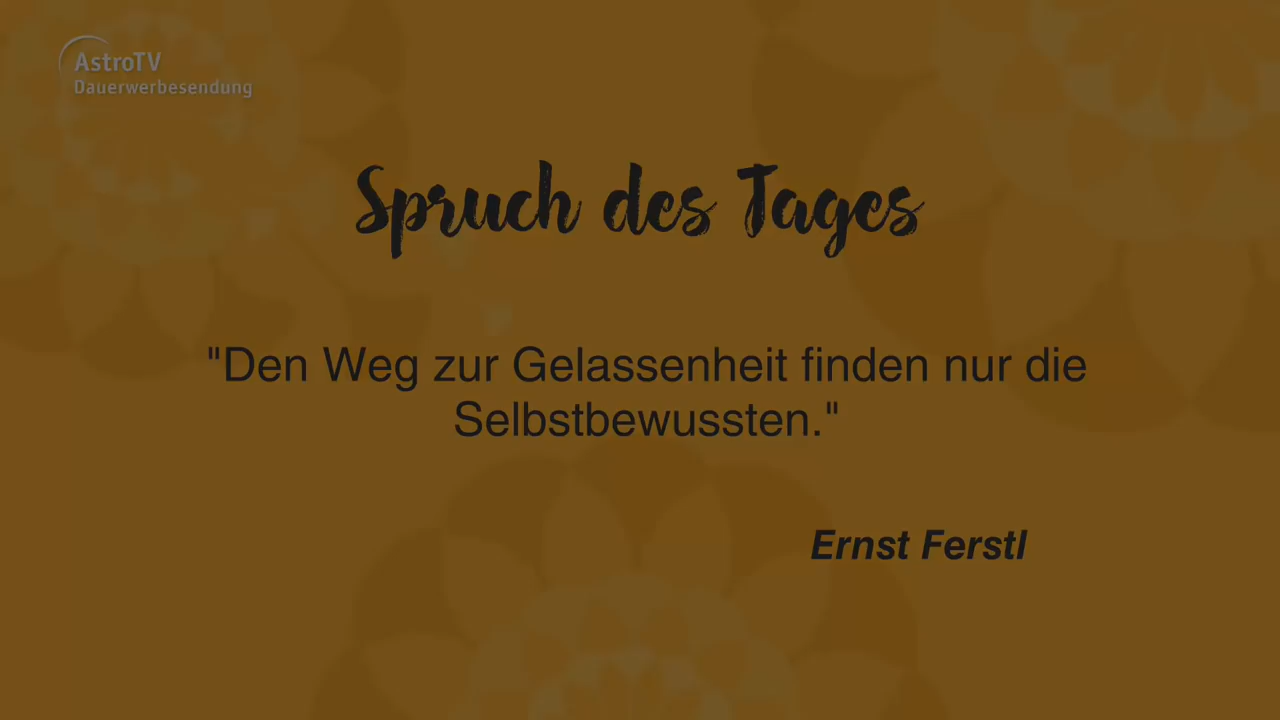 AstroTV
Dauerwerbesendung
Spruch des Tages
"Den Weg zur Gelassenheit finden nur die
Selbstbewussten."
Ernst Ferstl